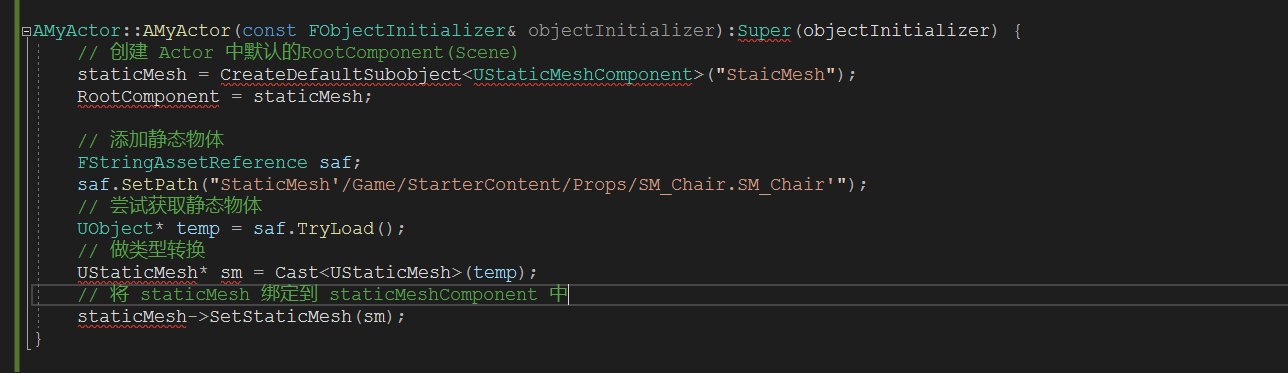 AMyActor::AMyActor(const FObjectInitializer& objectInitializer):Super(objectInitializer) {
// 创建 Actor 中默认的RootComponent(Scene)
staticMesh = CreateDefaultSubobject<UStaticMeshComponent>("StaicMesh");
RootComponent = staticMesh;
// 添加静态物体
FStringAssetReference saf;
saf.SetPath("StaticMesh'/Game/StarterContent/Props/SM_Chair.SM_Chair'");
// 尝试获取静态物体
UObject* temp = saf.TryLoad();
// 做类型转换
UStaticMesh* sm = Cast<UStaticMesh>(temp);
// 将 staticMesh 绑定到 staticMeshComponent 中
staticMesh->SetStaticMesh(sm);
}